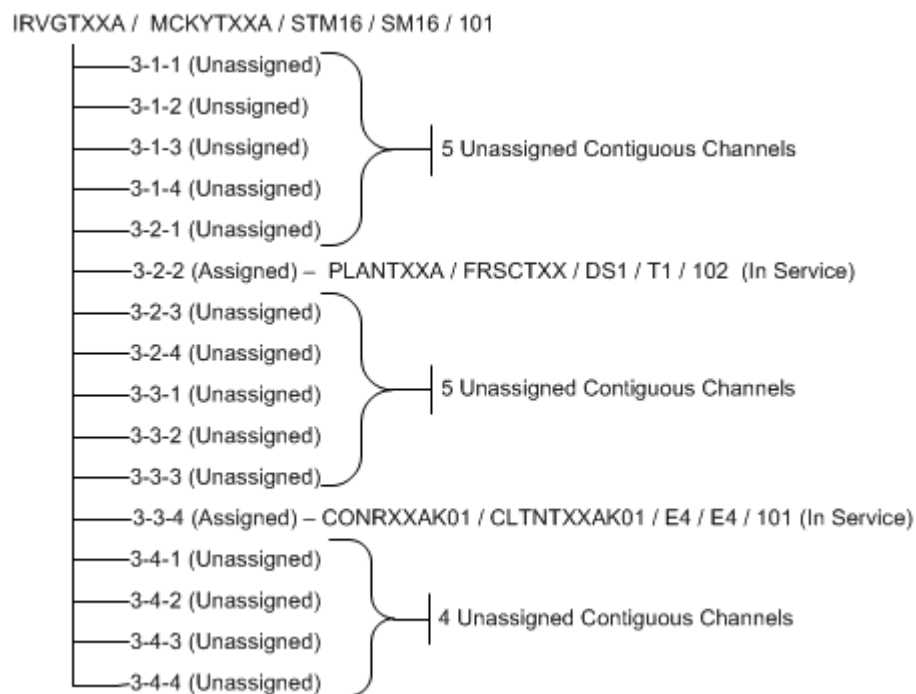 IRVGTXXA / MCKYTXXA / STM16 / SM16 / 101
3-1-1 (Unassigned)
3-1-2 (Unssigned)
3-1-3 (Unssigned)
5 Unassigned Contiguous Channels
3-1-4 (Unassigned)
3-2-1 (Unassigned)
3-2-2 (Assigned) – PLANTXXA / FRSCTXX / DS1 / T1 / 102 (In Service)
3-2-3 (Unassigned)
3-2-4 (Unassigned)
3-3-1 (Unassigned)
5 Unassigned Contiguous Channels
3-3-2 (Unassigned)
3-3-3 (Unassigned)
3-3-4 (Assigned) – CONRXXAK01 / CLTNTXXAK01 / E4 / E4 / 101 (In Service)
3-4-1 (Unassigned)
3-4-2 (Unassigned)
4 Unassigned Contiguous Channels
3-4-3 (Unassigned)
3-4-4 (Unassigned)